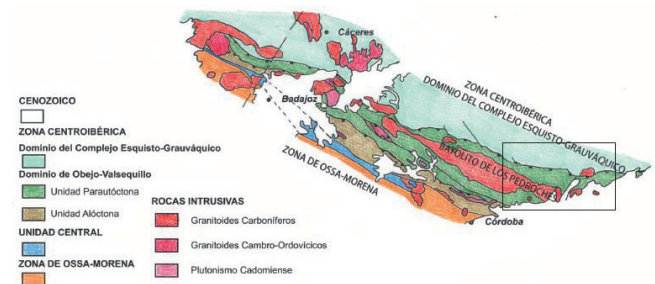 Cáceres
Badajoz
ZONA CENTROIBÉRICA
DOMINIO DEL COMPLEJO ESQUISTO-GRAUVÁQUICO
BATOLITO DE LOS PEDROCHES
ZONA DE OSSA-MORENA
Córdoba
CENOZOICO
ZONA CENTROIBÉRICA
Dominio del Complejo Esquisto-Grauváquico
Dominio de Obejo-Valsequillo
Unidad Parautóctona
Unidad Alóctona
UNIDAD CENTRAL
ZONA DE OSSA-MORENA
ROCAS INTRUSIVAS
Granitoides Carboníferos
Granitoides Cambro-Ordovícicos
Plutonismo Cadomiense